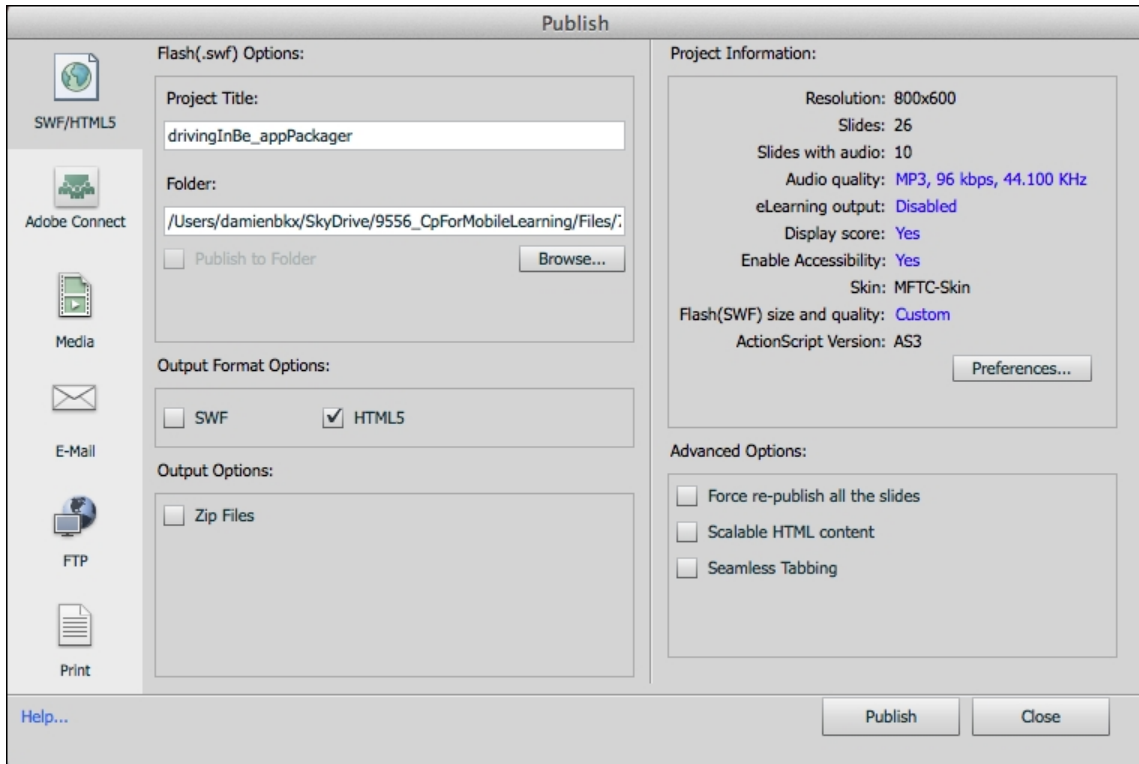 Publish
SWF/HTML5
Adobe Connect
Media
E-Mail
FTP
Print
Flash(.swf) Options:
Project Title:
drivingInBe_appPackager
Folder:
/Users/damienbkx/SkyDrive/9556_CpForMobileLearning/Files/
Publish to Folder
Browse...
Output Format Options:
SWF
HTML5
Output Options:
Zip Files
Project Information:
Resolution: 800x600
Slides: 26
Slides with audio: 10
Audio quality: MP3, 96 kbps, 44.100 KHz
eLearning output: Disabled
Display score: Yes
Enable Accessibility: Yes
Skin: MFTC-Skin
Flash(SWF) size and quality: Custom
ActionScript Version: AS3
Preferences...
Advanced Options:
Force re-publish all the slides
Scalable HTML content
Seamless Tabbing
Help...
Publish
Close